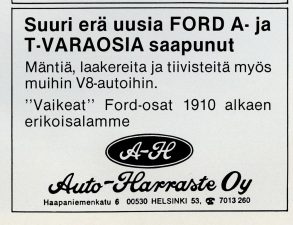 Suuri erä uusia FORD A- ja
T-VARAOSIA saapunut
Mäntiä, laakereita ja tiivisteitä myös
muihin V8-autoihin.
"Vaikeat" Ford-osat 1910 alkaen
erikoisalamme
A-H
Auto-Harraste Oy
Haapaniemenkatu 6 00530 HELSINKI 53, ☎ 7013 260